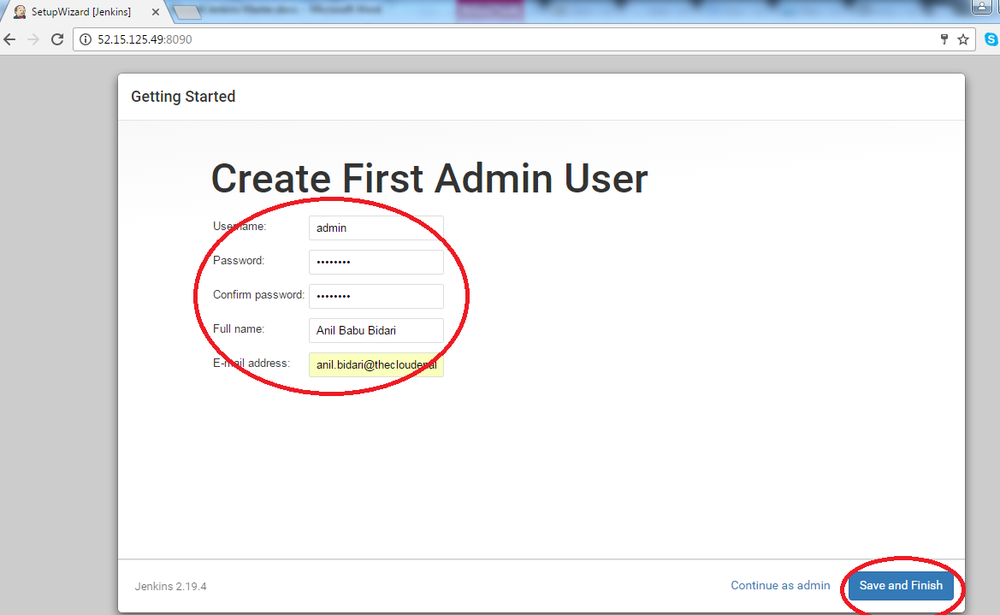 SetupWizard [Jenkins]
52.15.125.49:8090
Getting Started
Create First Admin User
Username: admin
Password: ••••••••
Confirm password: ••••••••
Full name: Anil Babu Bidari
E-mail address: anil.bidari@thecloudenal
Jenkins 2.19.4
Continue as admin
Save and Finish